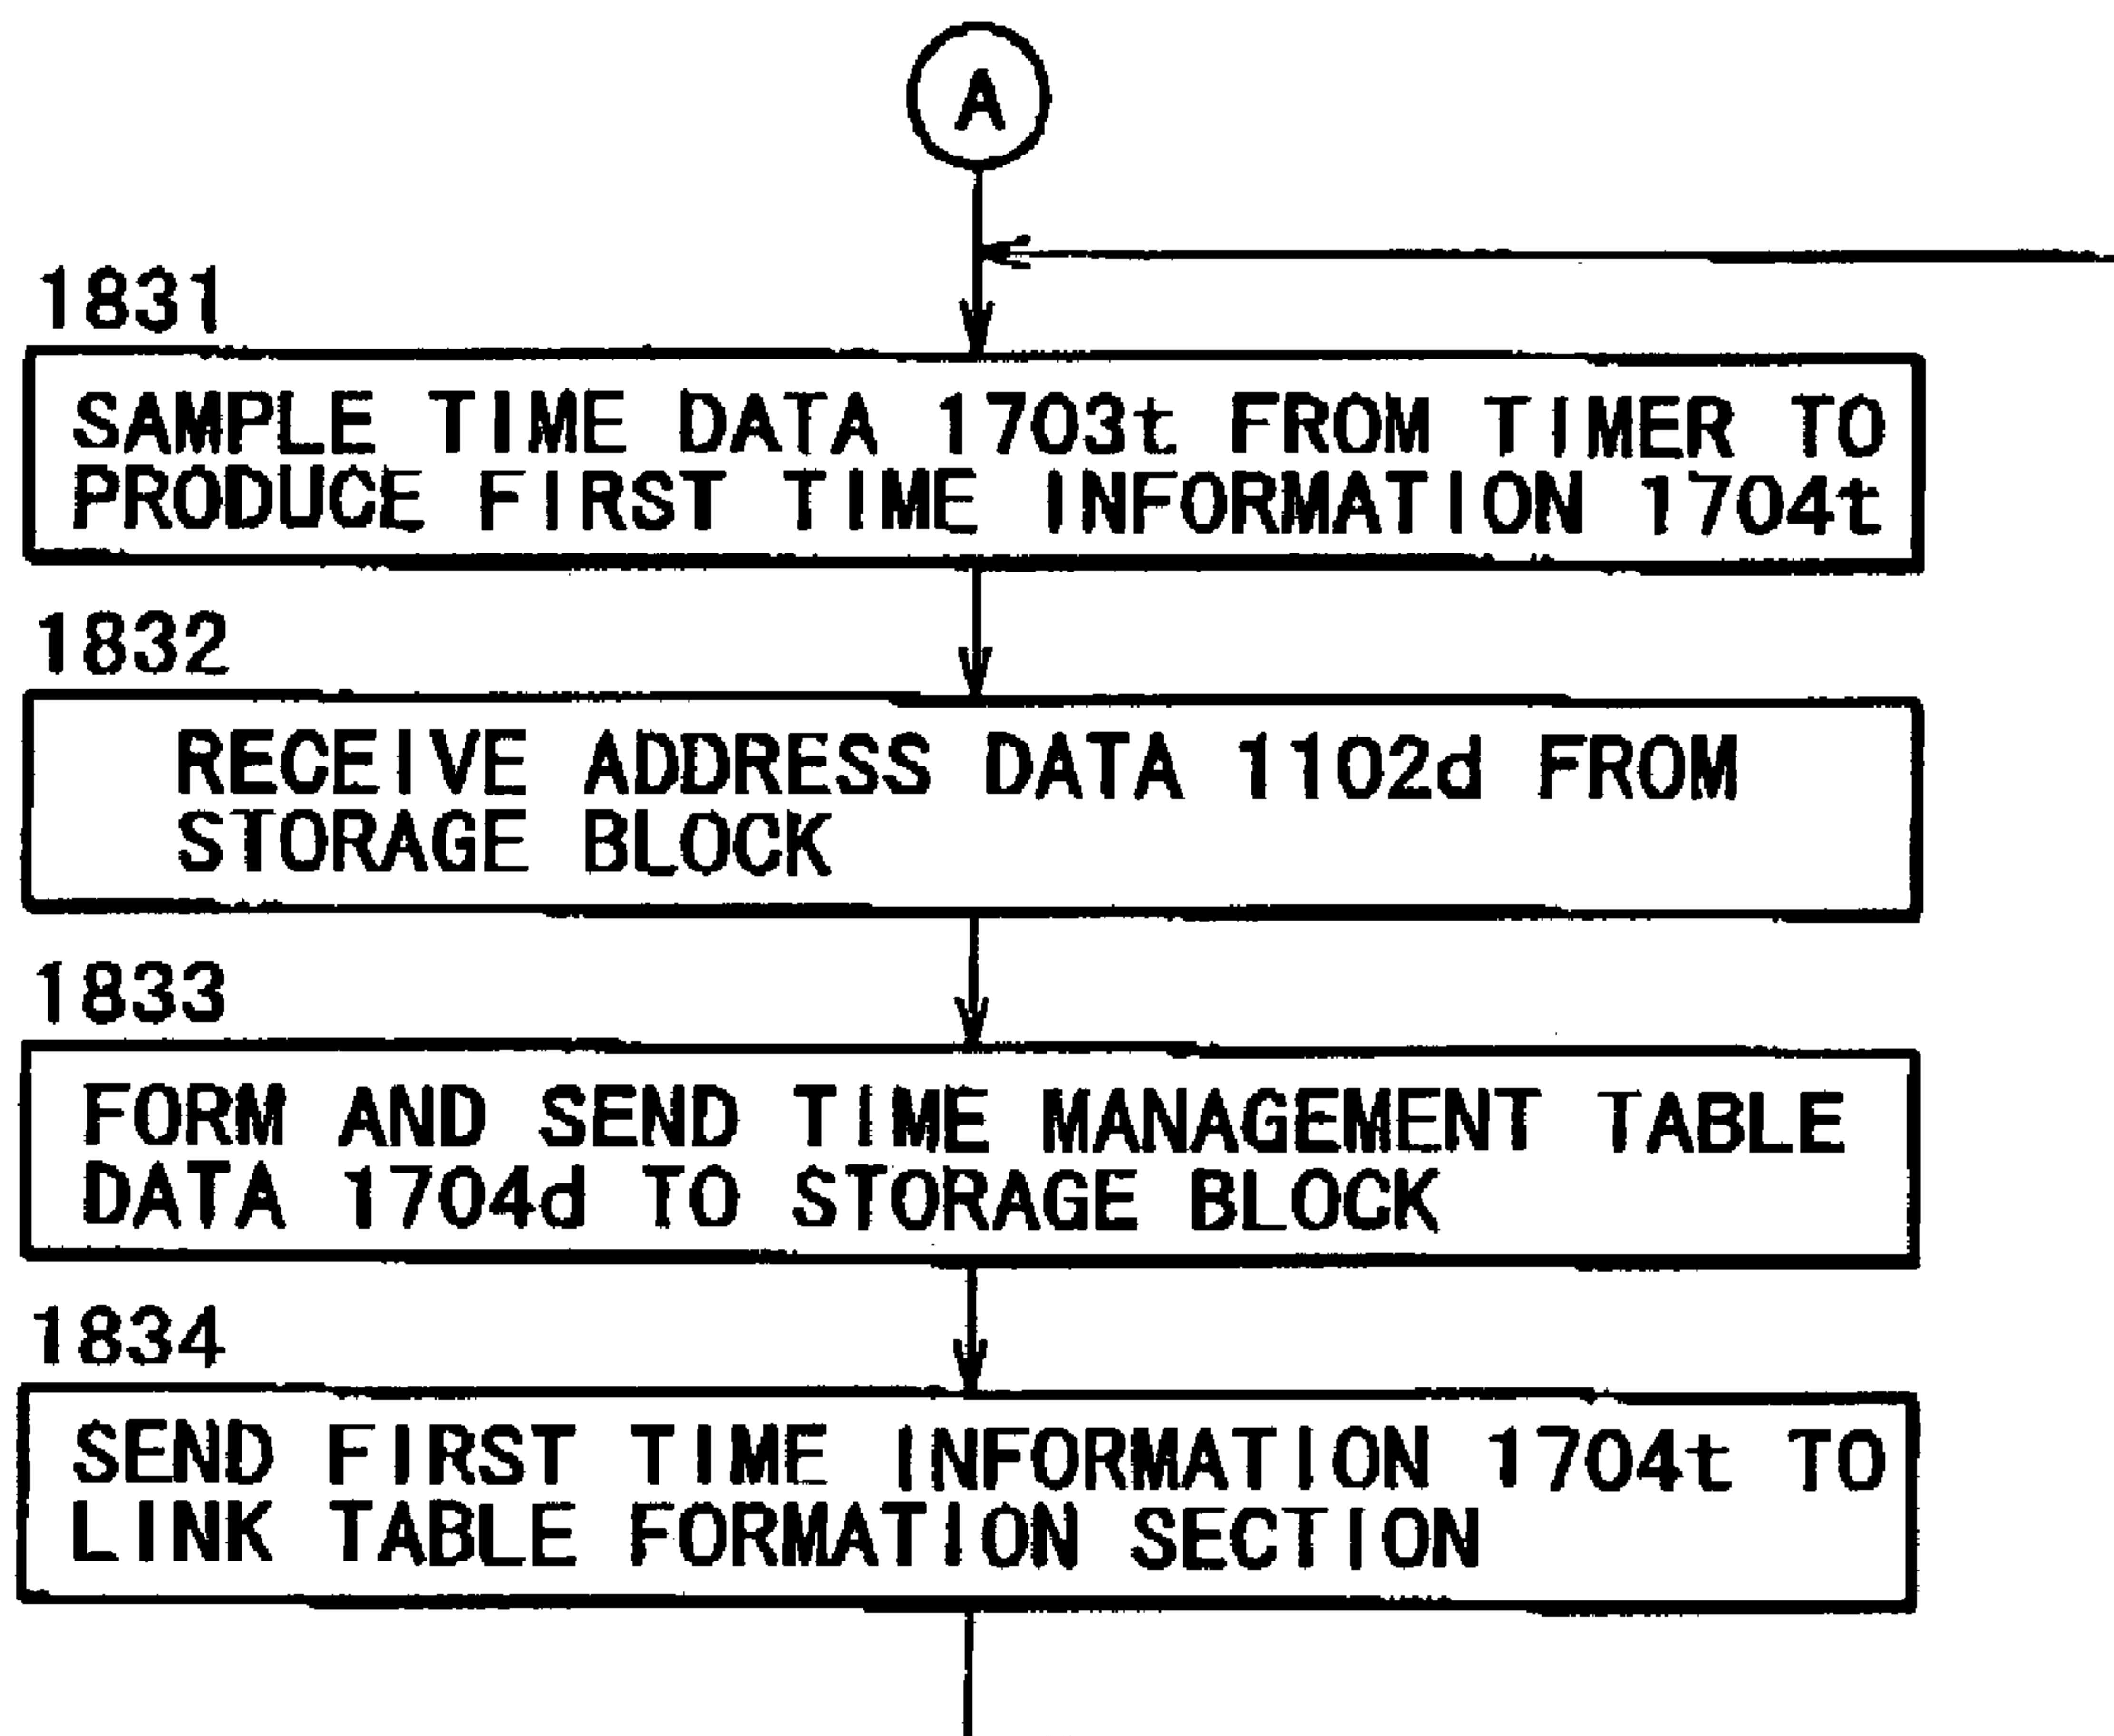 A
1831
SAMPLE TIME DATA 1703t FROM TIMER TO
PRODUCE FIRST TIME INFORMATION 1704t
1832
RECEIVE ADDRESS DATA 1102d FROM
STORAGE BLOCK
1833
FORM AND SEND TIME MANAGEMENT TABLE
DATA 1704d TO STORAGE BLOCK
1834
SEND FIRST TIME INFORMATION 1704t TO
LINK TABLE FORMATION SECTION